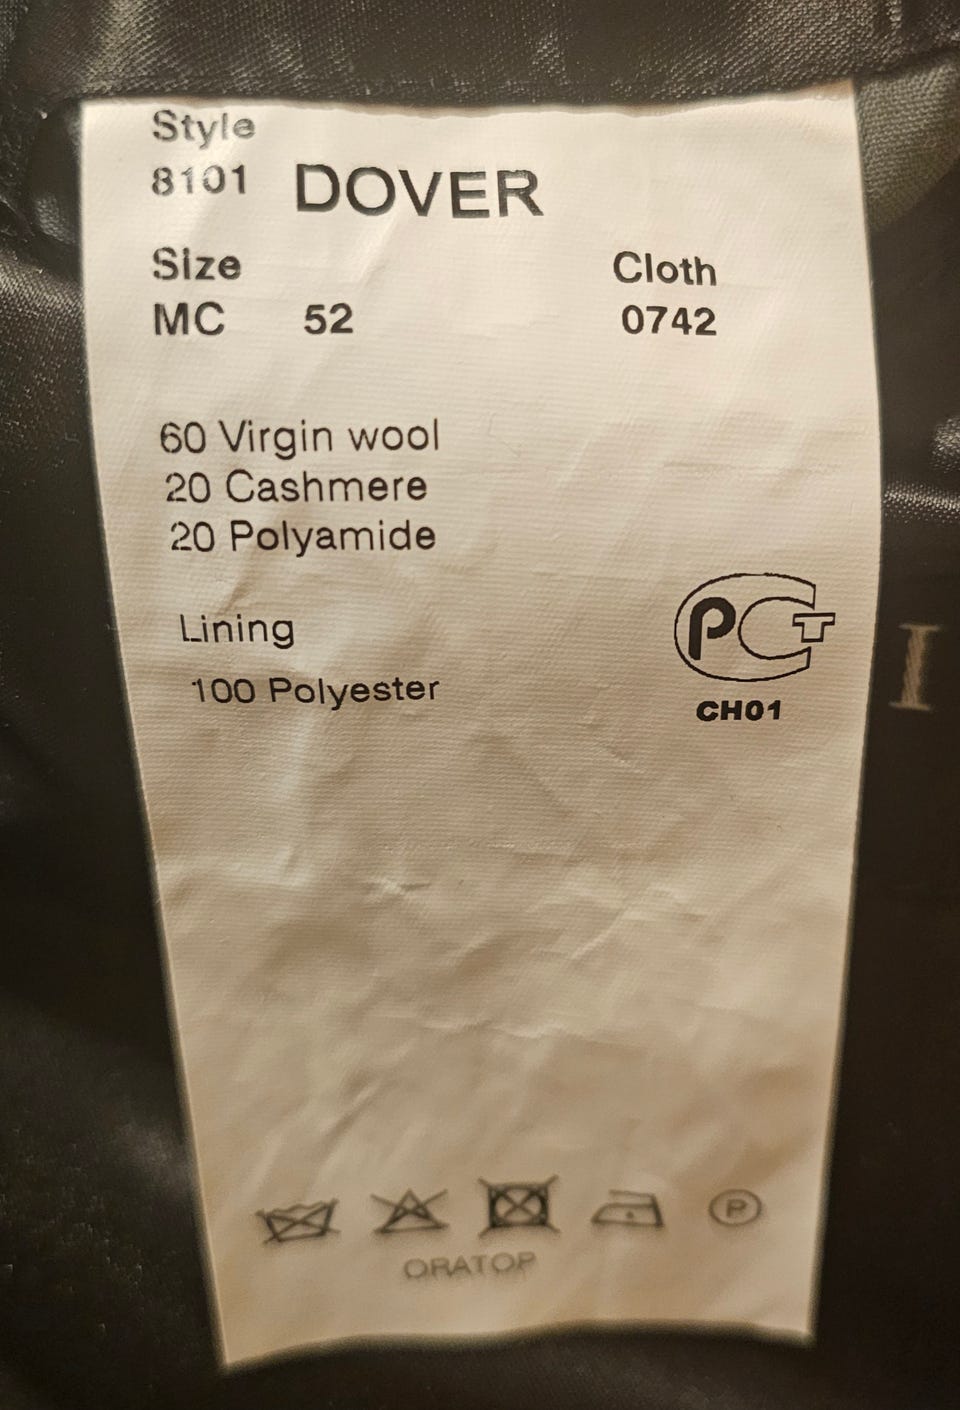 Style
8101 DOVER
Size Cloth
MC 52 0742
60 Virgin wool
20 Cashmere
20 Polyamide
Lining
100 Polyester
РСТ
CH01
I
P
ORATOP